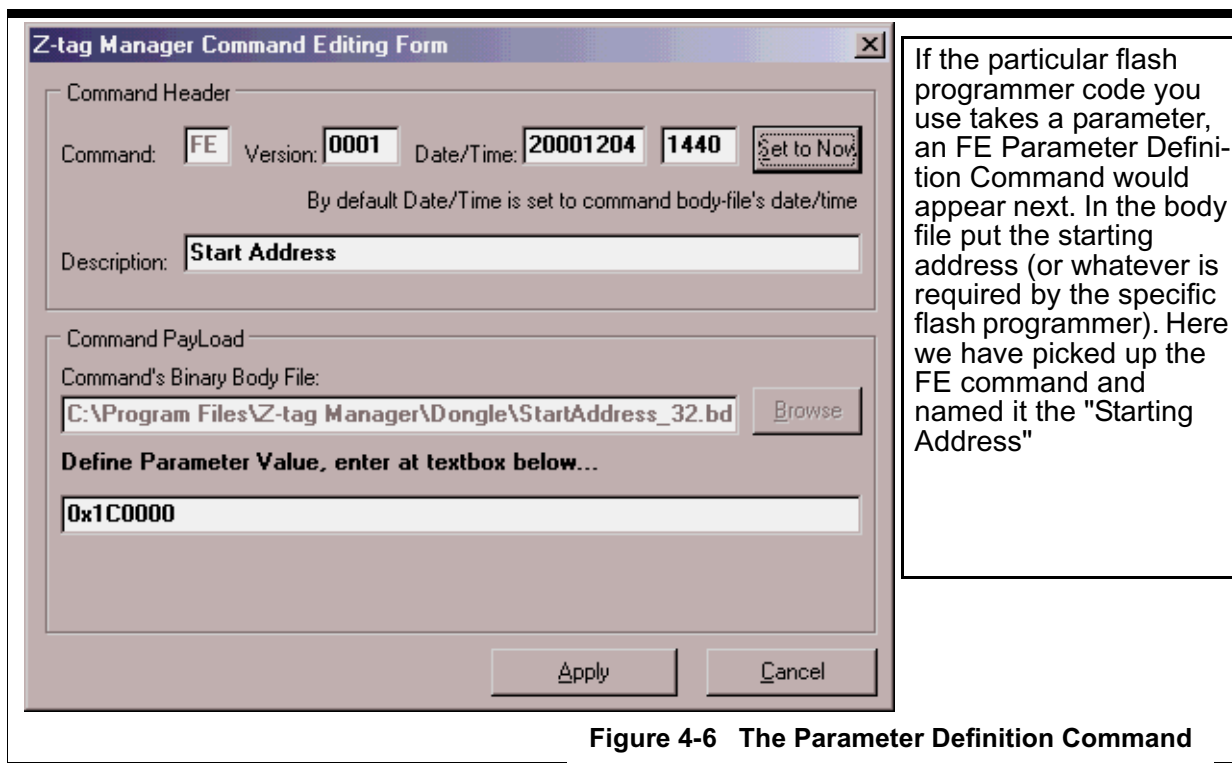 Z-tag Manager Command Editing Form
Command Header
Command: FE Version: 0001 Date/Time: 20001204 1440 Set to Now
By default Date/Time is set to command body-file's date/time
Description: Start Address
Command PayLoad
Command's Binary Body File:
C:\Program Files\Z-tag Manager\Dongle\StartAddress_32.bd Browse
Define Parameter Value, enter at textbox below...
0x1C0000
Apply Cancel
If the particular flash
programmer code you
use takes a parameter,
an FE Parameter Defini-
tion Command would
appear next. In the body
file put the starting
address (or whatever is
required by the specific
flash programmer). Here
we have picked up the
FE command and
named it the "Starting
Address"
Figure 4-6 The Parameter Definition Command